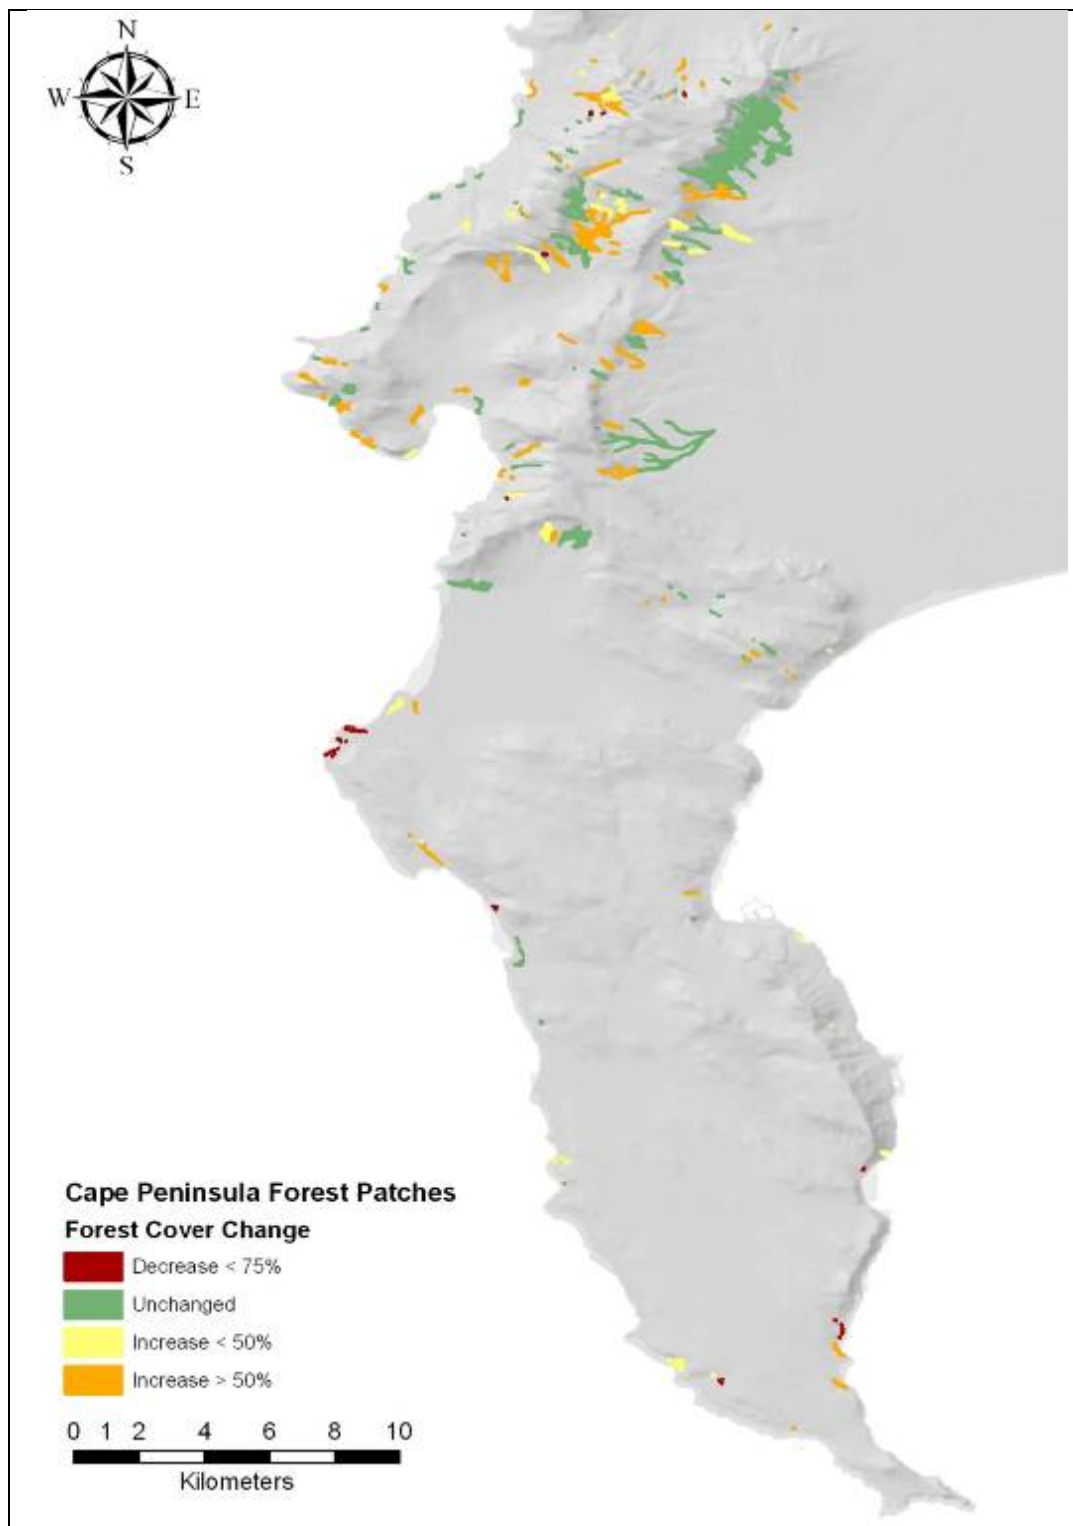 N
W E
S
Cape Peninsula Forest Patches
Forest Cover Change
Decrease < 75%
Unchanged
Increase < 50%
Increase > 50%
0 1 2 4 6 8 10
Kilometers